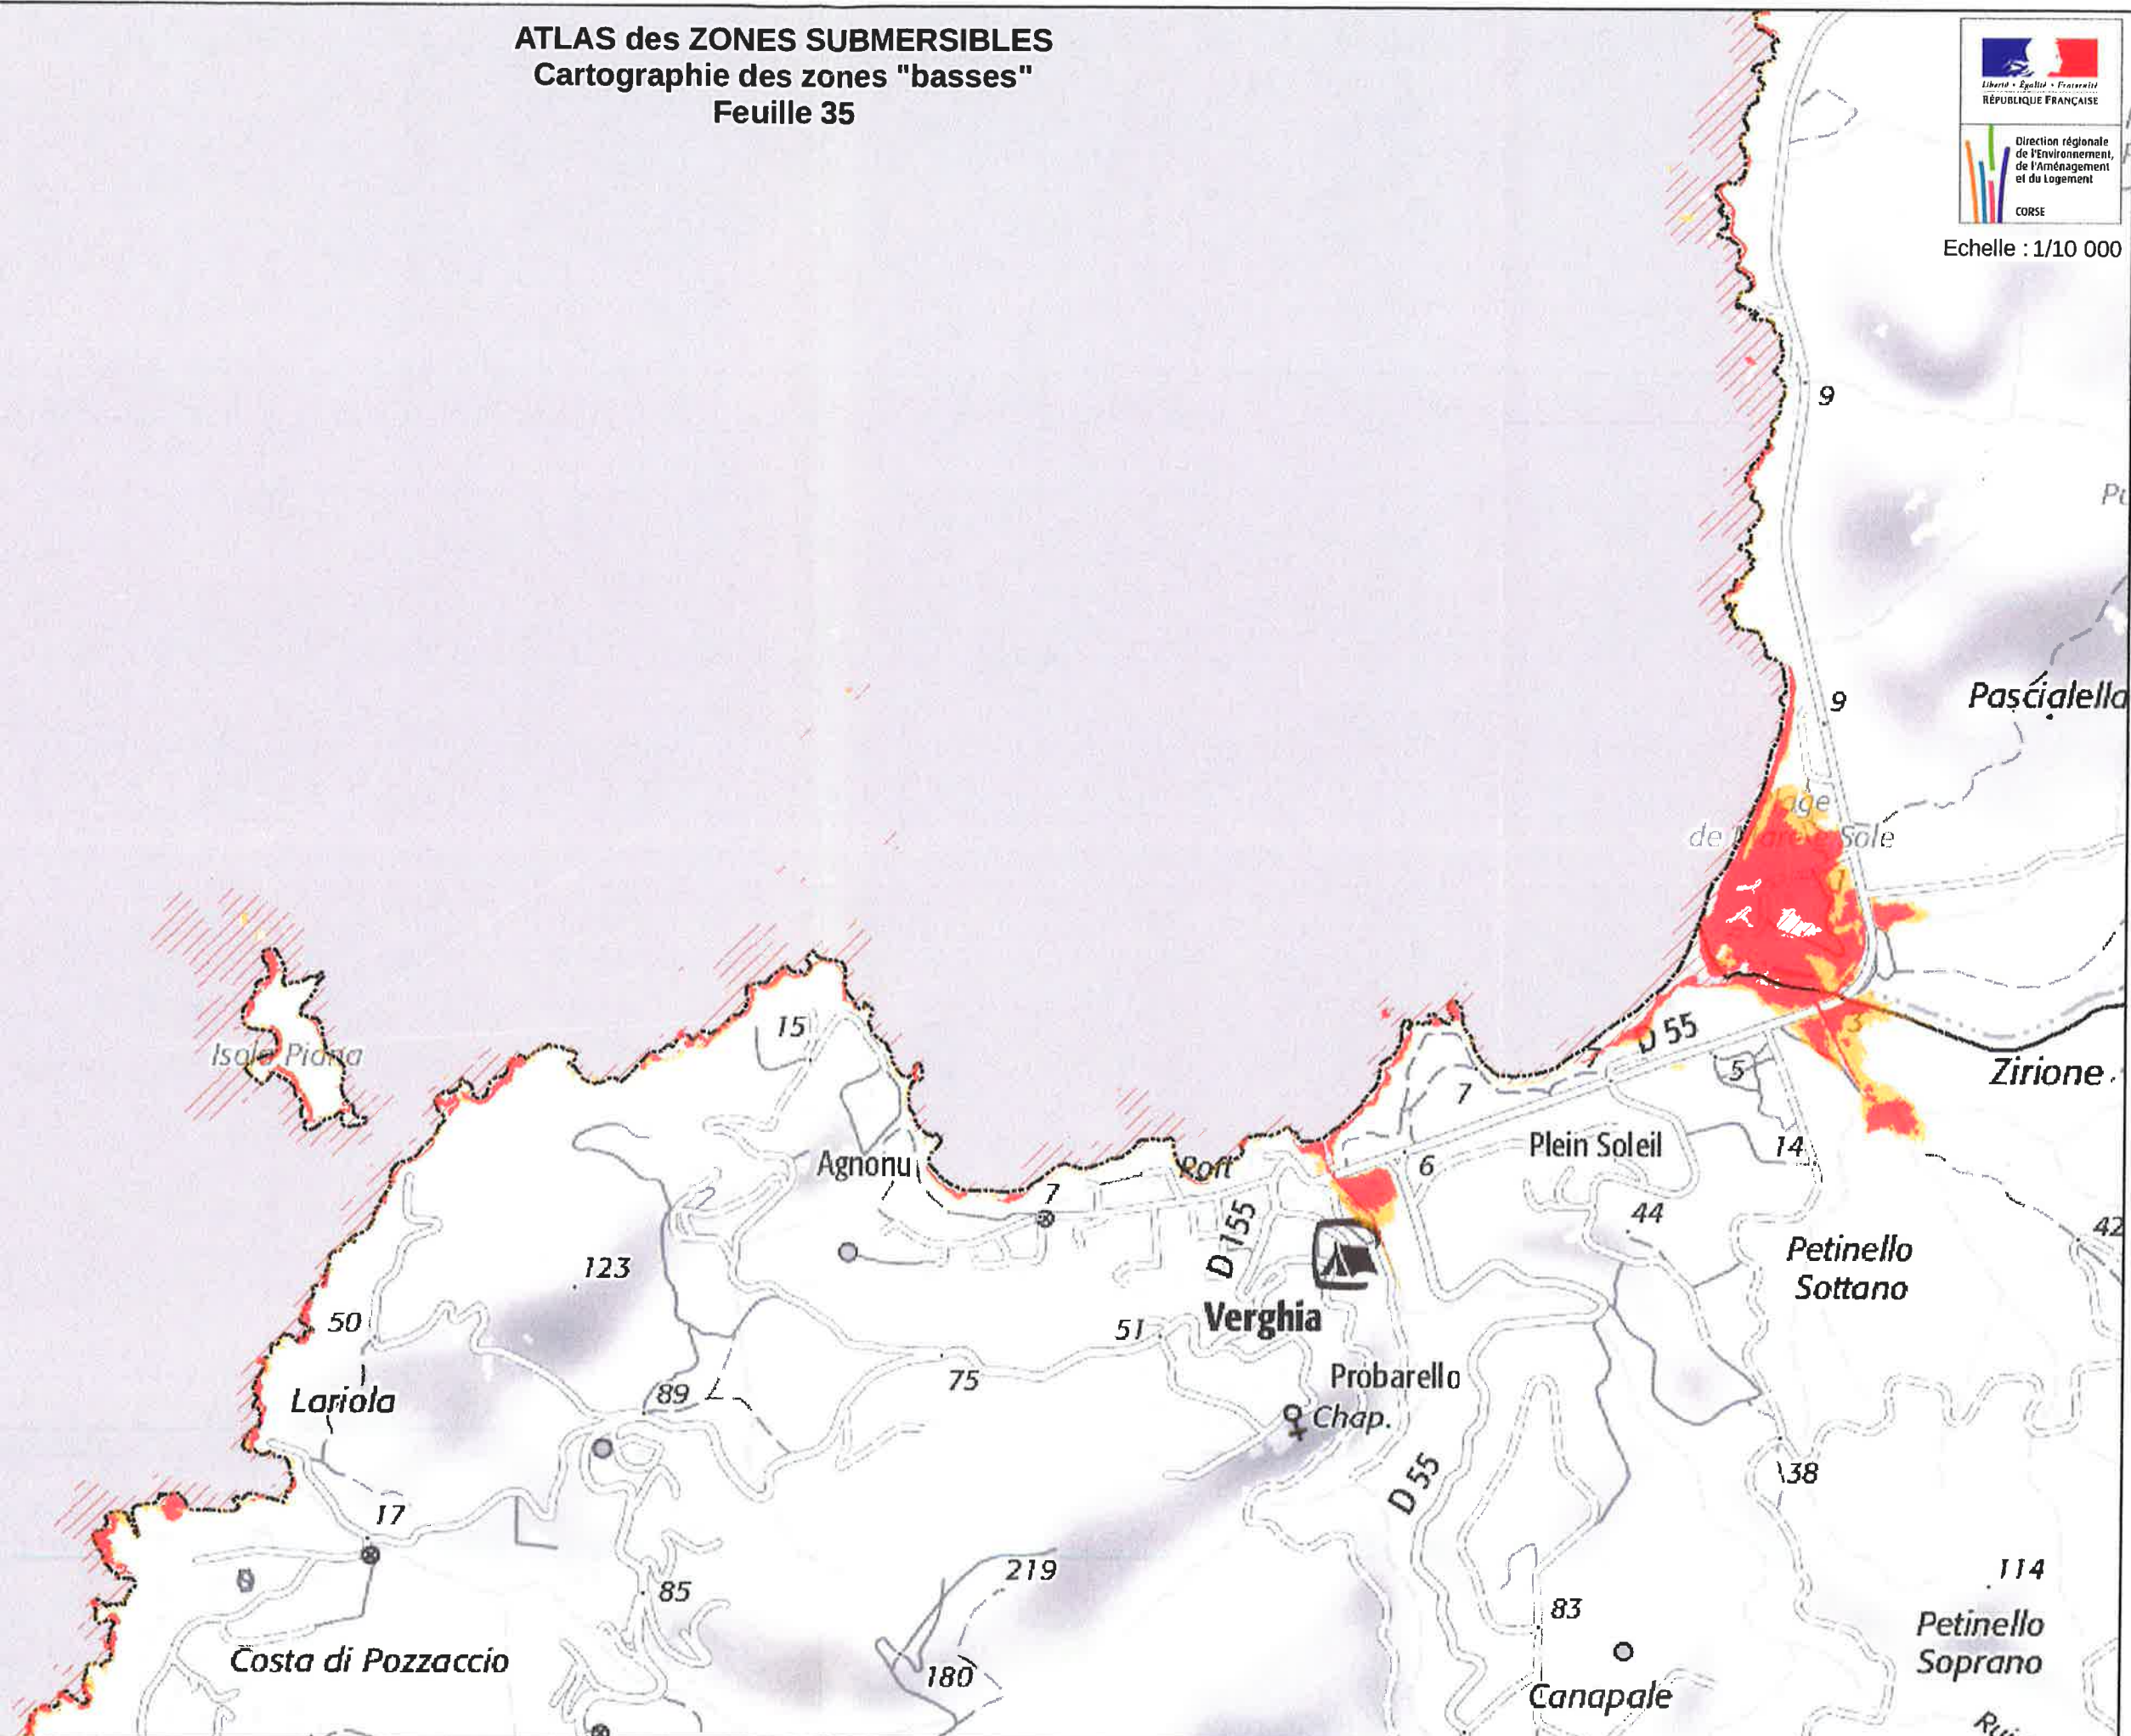 ATLAS des ZONES SUBMERSIBLES
Cartographie des zones "basses"
Feuille 35
Liberté • Égalité • Fraternité
RÉPUBLIQUE FRANÇAISE
Direction régionale
de l'Environnement,
de l'Aménagement
et du Logement
CORSE
Echelle : 1/10 000
9
9
Pascialella
de Mare e Sole
Zirione
D 55
3
5
7
15
Isola Piana
Agnonu
Port
7
6
Plein Soleil
14
44
42
D 155
Petinello
Sottano
123
50
51
Verghia
75
Probarello
Chap.
89
Lariola
D 55
38
17
219
85
114
83
Petinello
Soprano
Costa di Pozzaccio
180
Canapale